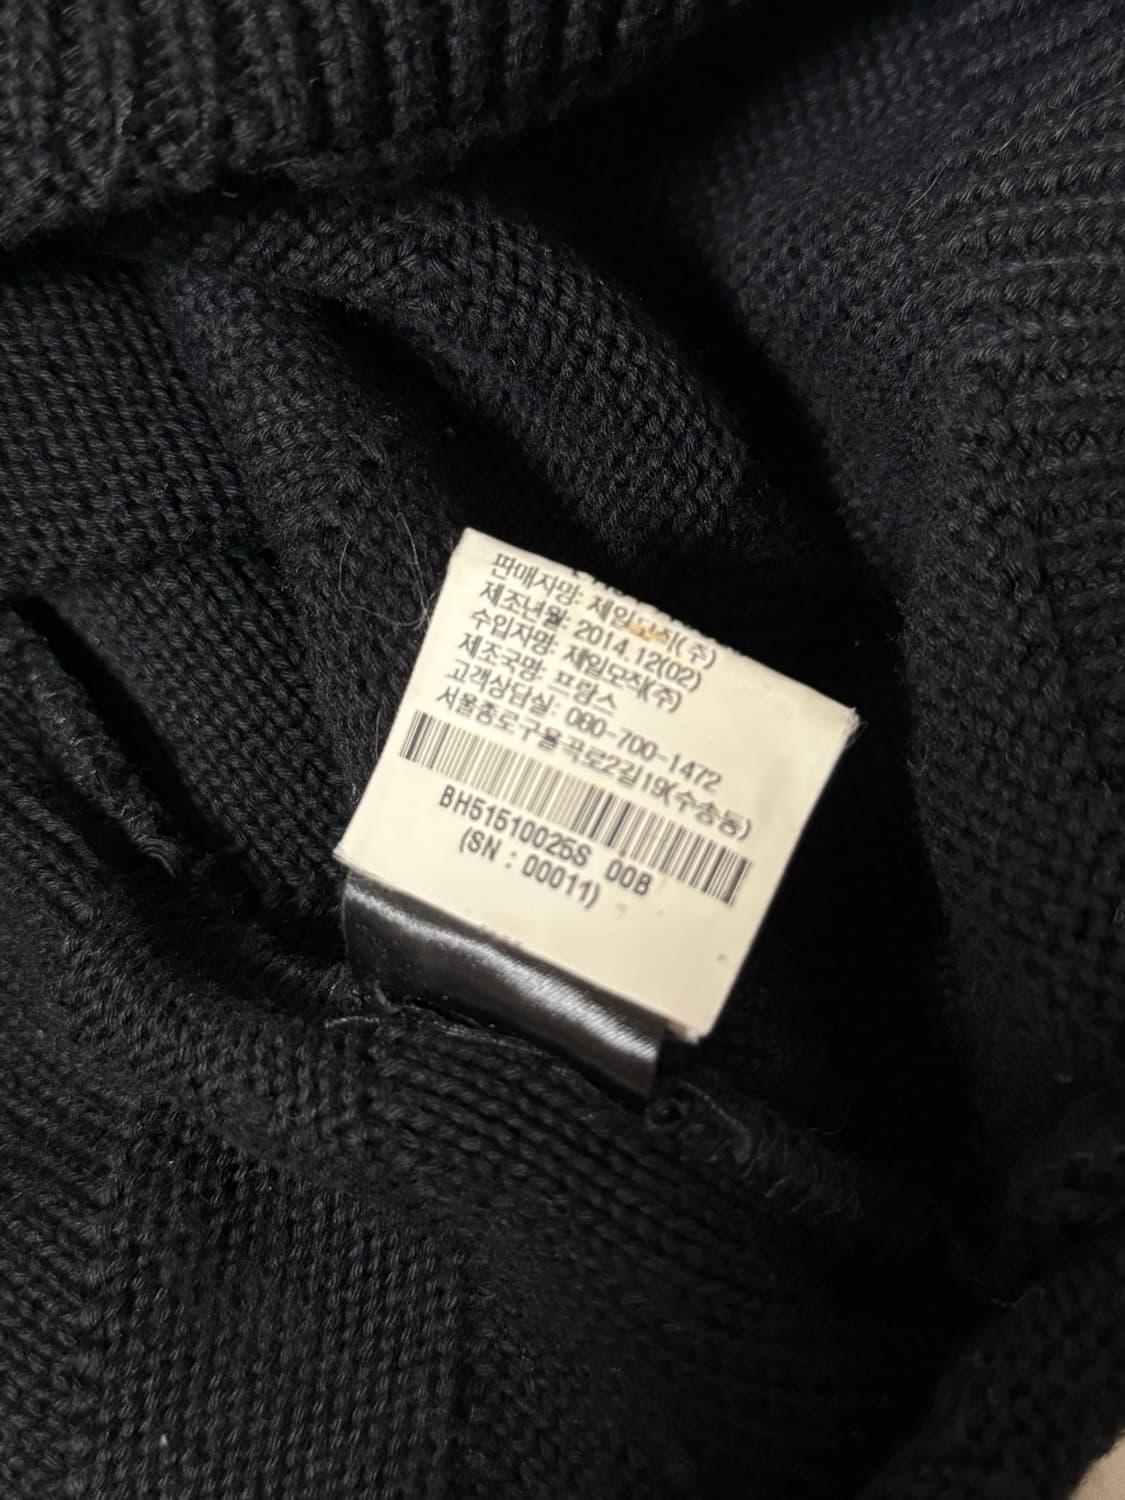 판매자명: 제일모직(주)
제조년월: 2014.12(02)
수입자명: 제일모직(주)
제조국명: 프랑스
고객상담실: 080-700-1472
서울종로구율곡로2길19(수송동)
BH51510026S 00B
(SN : 00011)